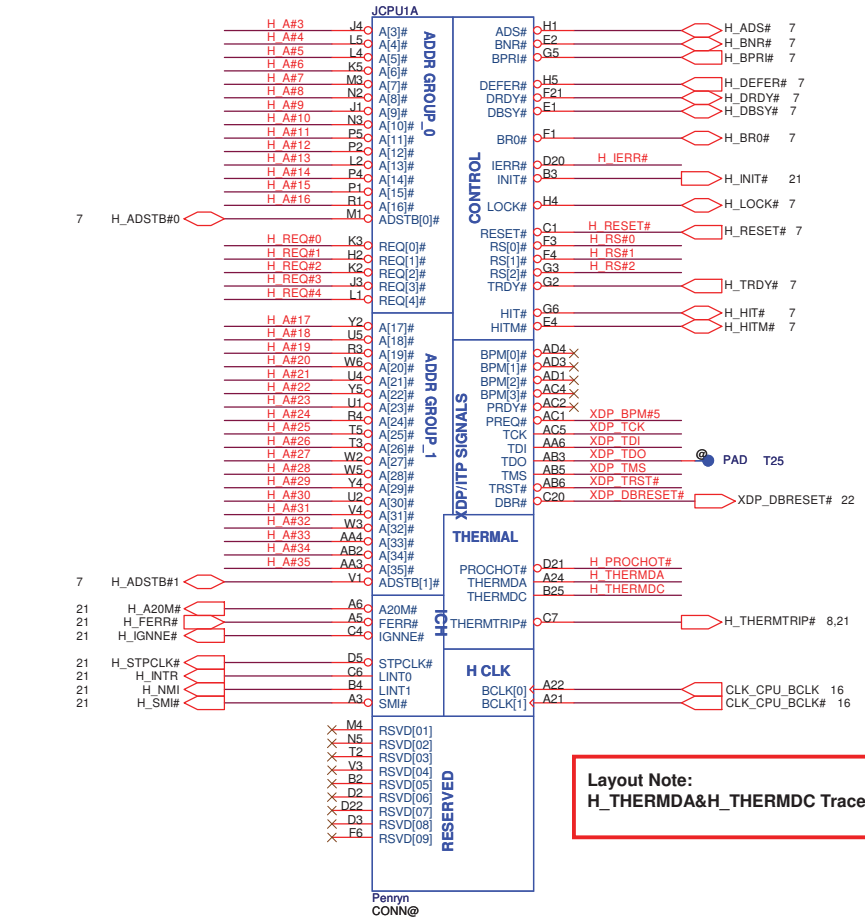 JCPU1A
H_A#3 J4 A[3]# ADS# H1 H_ADS# 7
H_A#4 L5 A[4]# BNR# E2 H_BNR# 7
H_A#5 L4 A[5]# BPRI# G5 H_BPRI# 7
H_A#6 K5 A[6]#
H_A#7 M3 A[7]# DEFER# H5 H_DEFER# 7
H_A#8 N2 A[8]# DRDY# F21 H_DRDY# 7
H_A#9 J1 A[9]# DBSY# E1 H_DBSY# 7
H_A#10 N3 A[10]#
H_A#11 P5 A[11]# BR0# F1 H_BR0# 7
H_A#12 P2 A[12]#
H_A#13 L2 A[13]# IERR# D20 H_IERR#
H_A#14 P4 A[14]# INIT# B3 H_INIT# 21
H_A#15 P1 A[15]#
H_A#16 R1 A[16]# LOCK# H4 H_LOCK# 7
7 H_ADSTB#0 M1 ADSTB[0]#
ADDR GROUP_0
CONTROL
RESET# C1 H_RESET# H_RESET# 7
H_REQ#0 K3 REQ[0]# RS[0]# F3 H_RS#0
H_REQ#1 H2 REQ[1]# RS[1]# F4 H_RS#1
H_REQ#2 K2 REQ[2]# RS[2]# G3 H_RS#2
H_REQ#3 J3 REQ[3]# TRDY# G2 H_TRDY# 7
H_REQ#4 L1 REQ[4]#
HIT# G6 H_HIT# 7
H_A#17 Y2 A[17]# HITM# E4 H_HITM# 7
H_A#18 U5 A[18]#
H_A#19 R3 A[19]# BPM[0]# AD4
H_A#20 W6 A[20]# BPM[1]# AD3
H_A#21 U4 A[21]# BPM[2]# AD1
H_A#22 Y5 A[22]# BPM[3]# AC4
H_A#23 U1 A[23]# PRDY# AC2
H_A#24 R4 A[24]# PREQ# AC1 XDP_BPM#5
H_A#25 T5 A[25]# TCK AC5 XDP_TCK
H_A#26 T3 A[26]# TDI AA6 XDP_TDI
H_A#27 W2 A[27]# TDO AB3 XDP_TDO @ PAD T25
H_A#28 W5 A[28]# TMS AB5 XDP_TMS
H_A#29 Y4 A[29]# TRST# AB6 XDP_TRST#
H_A#30 U2 A[30]# DBR# C20 XDP_DBRESET# XDP_DBRESET# 22
H_A#31 V4 A[31]#
H_A#32 W3 A[32]#
H_A#33 AA4 A[33]#
H_A#34 AB2 A[34]#
H_A#35 AA3 A[35]#
7 H_ADSTB#1 V1 ADSTB[1]#
ADDR GROUP_1
XDP/ITP SIGNALS
THERMAL
PROCHOT# D21 H_PROCHOT#
THERMDA A24 H_THERMDA
THERMDC B25 H_THERMDC
21 H_A20M# A6 A20M#
21 H_FERR# A5 FERR# THERMTRIP# C7 H_THERMTRIP# 8,21
21 H_IGNNE# C4 IGNNE#
ICH
21 H_STPCLK# D5 STPCLK#
21 H_INTR C6 LINT0
21 H_NMI B4 LINT1
21 H_SMI# A3 SMI#
H CLK
BCLK[0] A22 CLK_CPU_BCLK 16
BCLK[1] A21 CLK_CPU_BCLK# 16
M4 RSVD[01]
N5 RSVD[02]
T2 RSVD[03]
V3 RSVD[04]
B2 RSVD[05]
D2 RSVD[06]
D22 RSVD[07]
D3 RSVD[08]
F6 RSVD[09]
RESERVED
Layout Note:
H_THERMDA&H_THERMDC Trace
Penryn
CONN@